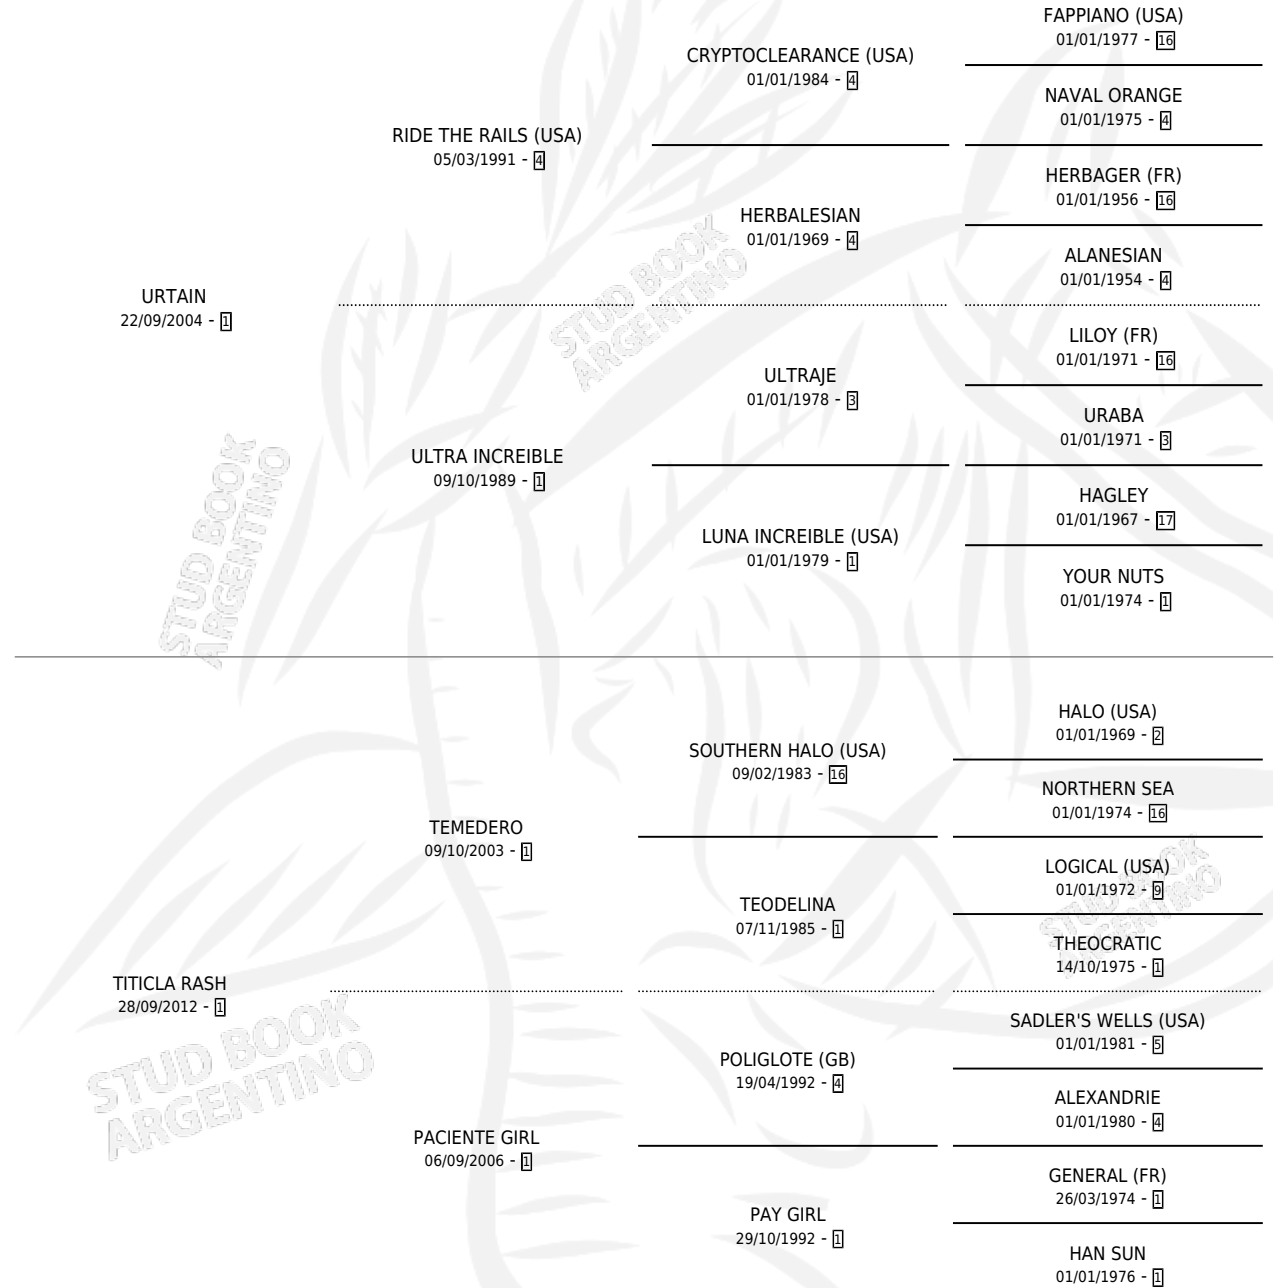 FAPPIANO (USA)
01/01/1977 - 16
CRYPTOCLEARANCE (USA)
01/01/1984 - 4
NAVAL ORANGE
01/01/1975 - 4
RIDE THE RAILS (USA)
05/03/1991 - 4
HERBAGER (FR)
01/01/1956 - 16
HERBALESIAN
01/01/1969 - 4
ALANESIAN
01/01/1954 - 4
URTAIN
22/09/2004 - 1
LILOY (FR)
01/01/1971 - 16
ULTRAJE
01/01/1978 - 3
URABA
01/01/1971 - 3
ULTRA INCREIBLE
09/10/1989 - 1
HAGLEY
01/01/1967 - 17
LUNA INCREIBLE (USA)
01/01/1979 - 1
YOUR NUTS
01/01/1974 - 1
HALO (USA)
01/01/1969 - 2
SOUTHERN HALO (USA)
09/02/1983 - 16
NORTHERN SEA
01/01/1974 - 16
TEMEDERO
09/10/2003 - 1
LOGICAL (USA)
01/01/1972 - 9
TEODELINA
07/11/1985 - 1
THEOCRATIC
14/10/1975 - 1
TITICLA RASH
28/09/2012 - 1
SADLER'S WELLS (USA)
01/01/1981 - 5
POLIGLOTE (GB)
19/04/1992 - 4
ALEXANDRIE
01/01/1980 - 4
PACIENTE GIRL
06/09/2006 - 1
GENERAL (FR)
26/03/1974 - 1
PAY GIRL
29/10/1992 - 1
HAN SUN
01/01/1976 - 1
STUD BOOK
ARGENTINO
STUD BOOK
ARGENTINO
STUD BOOK
ARGENTINO
STUD BOOK
ARGENTINO